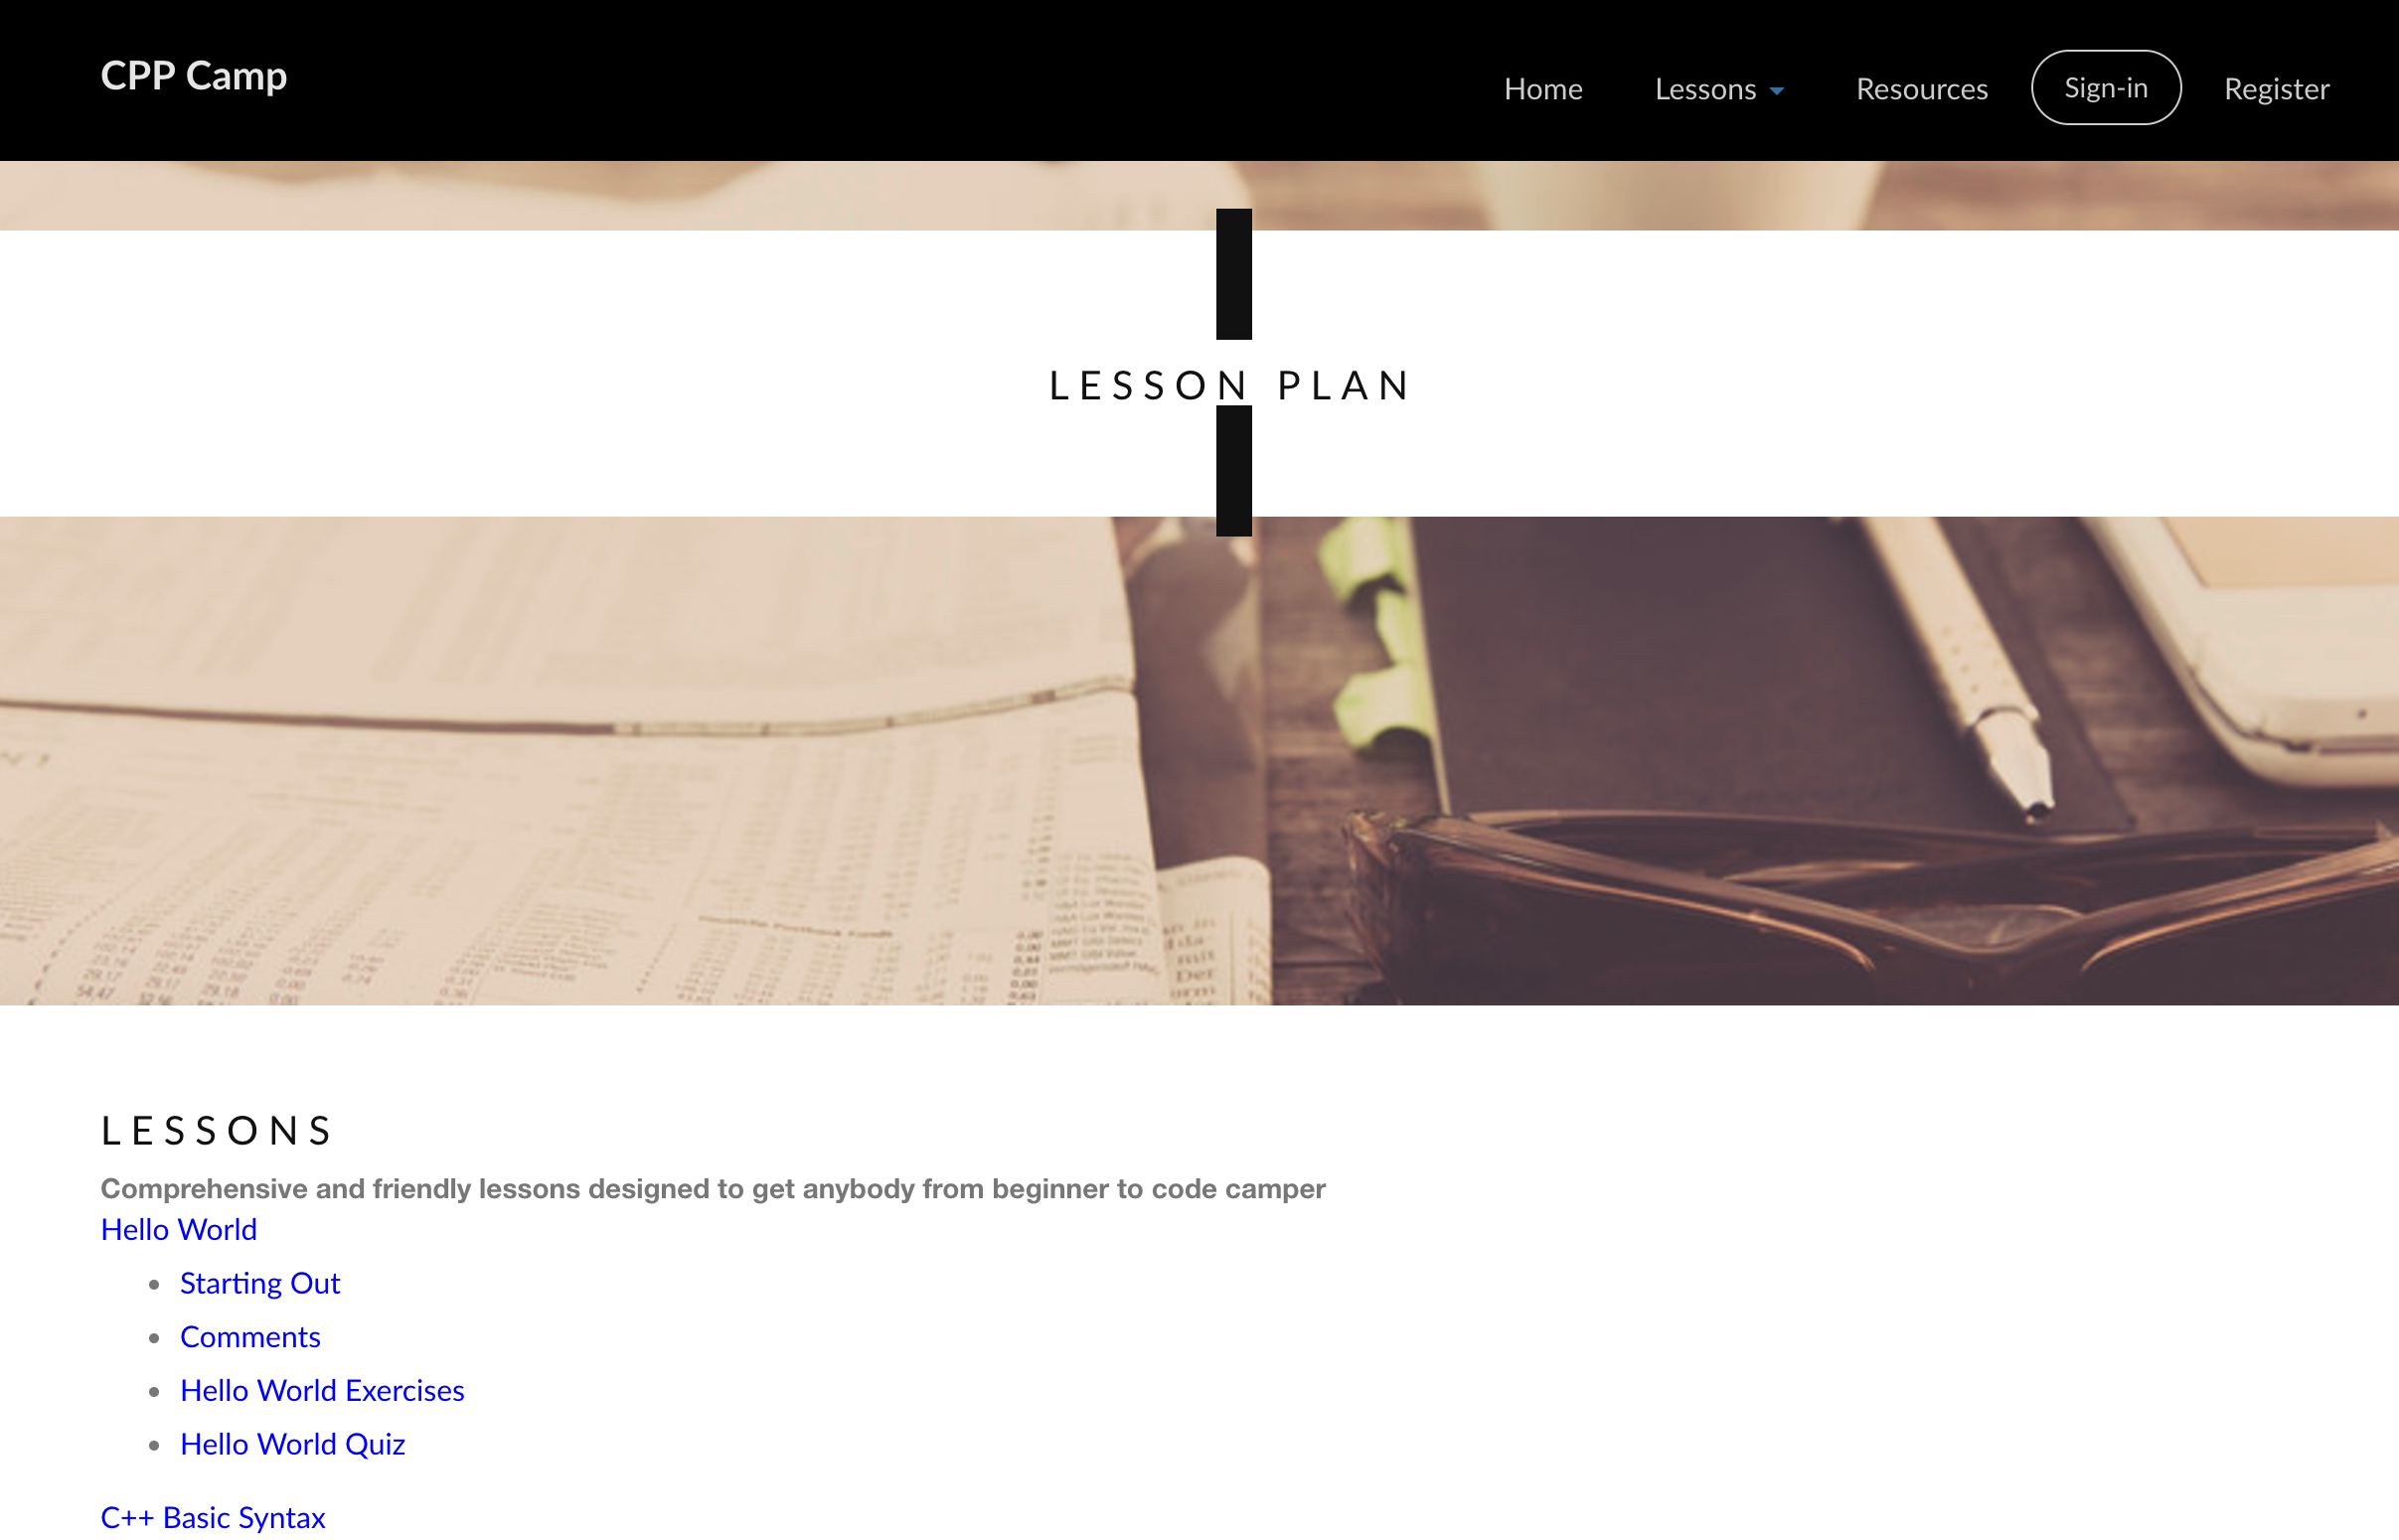 CPP Camp
Home Lessons Resources Sign-in Register
LESSON PLAN
LESSONS
Comprehensive and friendly lessons designed to get anybody from beginner to code camper
Hello World
Starting Out
Comments
Hello World Exercises
Hello World Quiz
C++ Basic Syntax